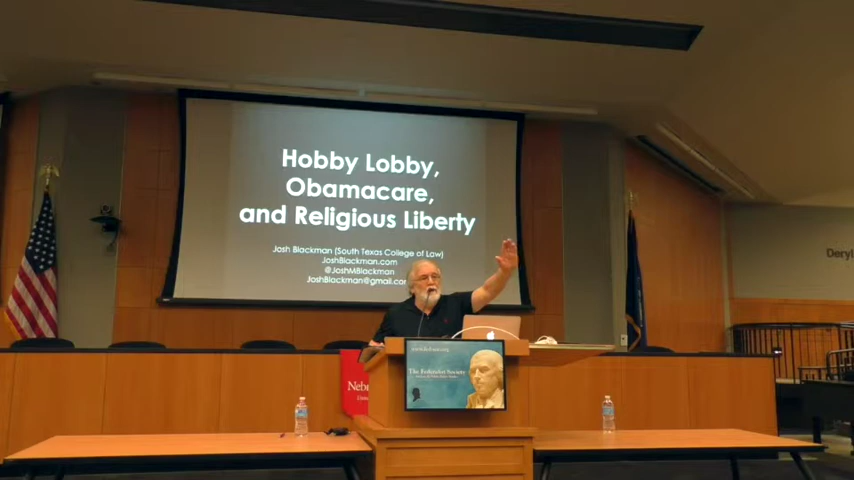 Hobby Lobby,
Obamacare,
and Religious Liberty
Josh Blackman (South Texas College of Law)
JoshBlackman.com
@JoshMBlackman
JoshBlackman@gmail.com
The Federalist Society
Neb
Deryl